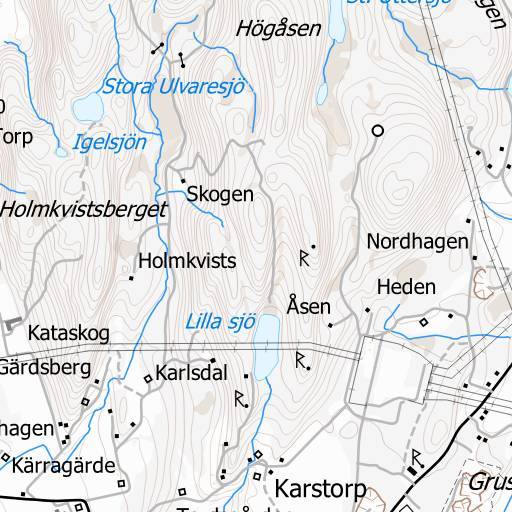 Högåsen
Stora Ulvaresjö
Igelsjön
Torp
Skogen
Holmkvistsberget
Nordhagen
Holmkvists
Heden
Åsen
Lilla sjö
Kataskog
Gärdsberg
Karlsdal
hagen
Kärragärde
Karstorp
Grus